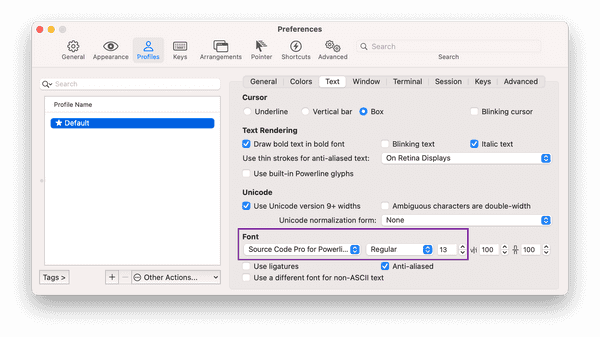 Preferences
General Appearance Profiles Keys Arrangements Pointer Shortcuts Advanced
Search
Search
Search
Profile Name
Default
General Colors Text Window Terminal Session Keys Advanced
Cursor
Underline Vertical bar Box Blinking cursor
Text Rendering
Draw bold text in bold font Blinking text Italic text
Use thin strokes for anti-aliased text: On Retina Displays
Use built-in Powerline glyphs
Unicode
Use Unicode version 9+ widths Ambiguous characters are double-width
Unicode normalization form: None
Font
Source Code Pro for Powerli... Regular 13 100 100
Use ligatures Anti-aliased
Use a different font for non-ASCII text
Tags > + − Other Actions...